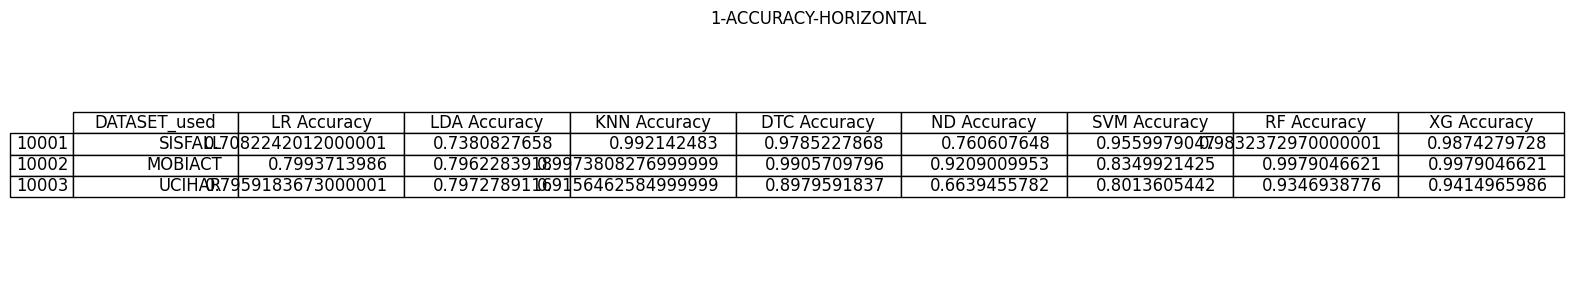 1-ACCURACY-HORIZONTAL
DATASET_used LR Accuracy LDA Accuracy KNN Accuracy DTC Accuracy ND Accuracy SVM Accuracy RF Accuracy XG Accuracy
10001 SISFALL 0.7082242012000001 0.7380827658 0.992142483 0.9785227868 0.760607648 0.9559979047 0.9832372970000001 0.9874279728
10002 MOBIACT 0.7993713986 0.7962283918 0.9973808276999999 0.9905709796 0.9209009953 0.8349921425 0.9979046621 0.9979046621
10003 UCIHAR 0.7959183673000001 0.7972789116 0.9156462584999999 0.8979591837 0.6639455782 0.8013605442 0.9346938776 0.9414965986